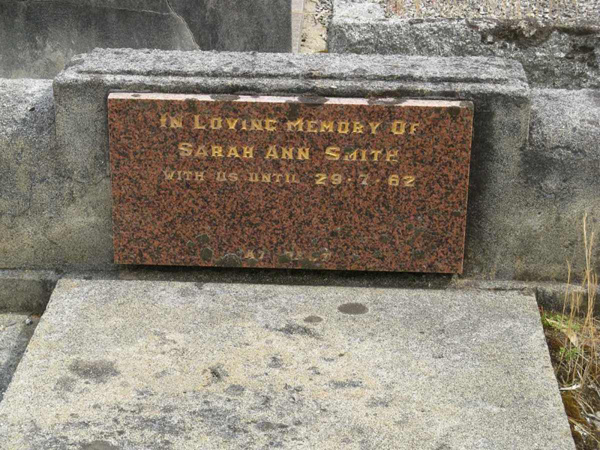 In Loving Memory Of
Sarah Ann Smith
With Us Until 29·7·62